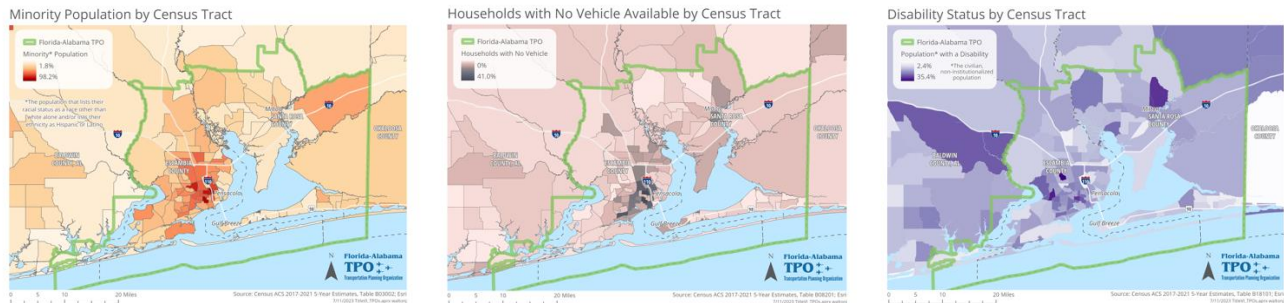 Minority Population by Census Tract
Florida-Alabama TPO
Minority* Population
1.8%
98.2%
*The population that lists their
racial status as a race other than
white alone and/or lists their
ethnicity as Hispanic or Latino.
BALDWIN
COUNTY, AL
ESCAMBIA
COUNTY
Milton
SANTA ROSA
COUNTY
OKALOOSA
COUNTY
Pensacola
Gulf Breeze
N
Florida-Alabama
TPO
Transportation Planning Organization
0 5 10 20 Miles
Source: Census ACS 2017-2021 5-Year Estimates, Table B03002; Esri
Households with No Vehicle Available by Census Tract
Florida-Alabama TPO
Households with No Vehicle
0%
41.0%
BALDWIN
COUNTY, AL
ESCAMBIA
COUNTY
Milton
SANTA ROSA
COUNTY
OKALOOSA
COUNTY
Pensacola
Gulf Breeze
N
Florida-Alabama
TPO
Transportation Planning Organization
0 5 10 20 Miles
Source: Census ACS 2017-2021 5-Year Estimates, Table B08201; Esri
Disability Status by Census Tract
Florida-Alabama TPO
Population* with a Disability
2.4%
35.4%
*The civilian,
non-institutionalized
population
BALDWIN
COUNTY, AL
ESCAMBIA
COUNTY
Milton
SANTA ROSA
COUNTY
OKALOOSA
COUNTY
Pensacola
Gulf Breeze
N
Florida-Alabama
TPO
Transportation Planning Organization
0 5 10 20 Miles
Source: Census ACS 2017-2021 5-Year Estimates, Table B18101; Esri